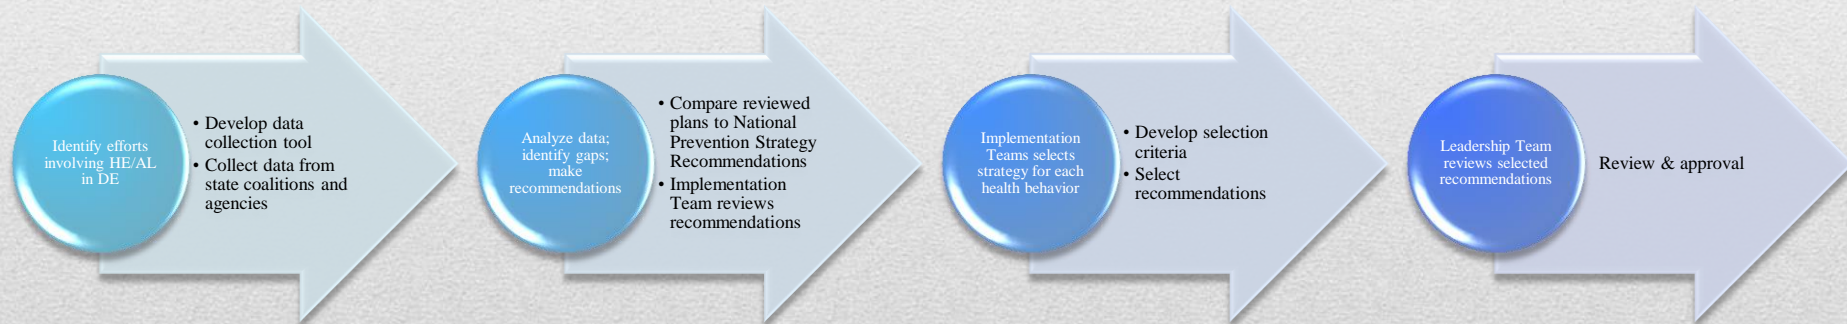 Identify efforts
involving HE/AL
in DE
• Develop data
collection tool
• Collect data from
state coalitions and
agencies
Analyze data;
identify gaps;
make
recommendations
• Compare reviewed
plans to National
Prevention Strategy
Recommendations
• Implementation
Team reviews
recommendations
Implementation
Teams selects
strategy for each
health behavior
• Develop selection
criteria
• Select
recommendations
Leadership Team
reviews selected
recommendations
Review & approval